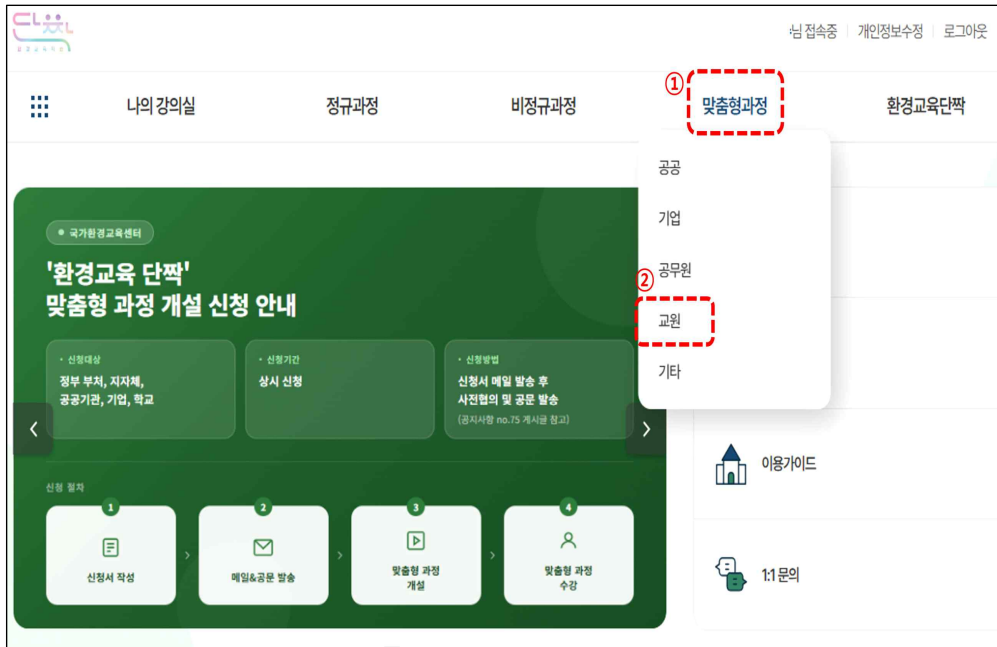 단짝
환경교육단짝
님 접속중 개인정보수정 로그아웃
나의 강의실 정규과정 비정규과정 ① 맞춤형과정 환경교육단짝
공공
기업
공무원
② 교원
기타
국가환경교육센터
'환경교육 단짝'
맞춤형 과정 개설 신청 안내
• 신청대상
정부 부처, 지자체,
공공기관, 기업, 학교
• 신청기간
상시 신청
• 신청방법
신청서 메일 발송 후
사전협의 및 공문 발송
(공지사항 no.75 게시글 참고)
신청 절차
1
신청서 작성
2
메일&공문 발송
3
맞춤형 과정
개설
4
맞춤형 과정
수강
이용가이드
1:1 문의